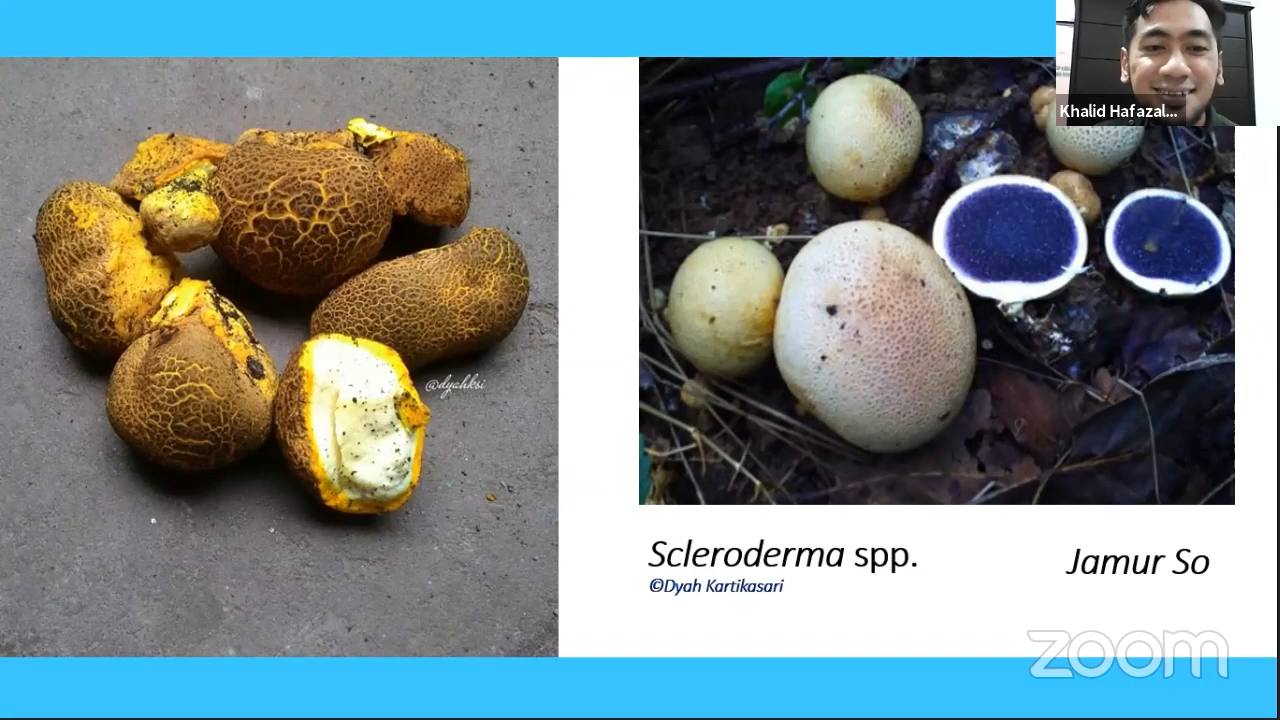 Khalid Hafazal...
@dyahksi
Scleroderma spp.
©Dyah Kartikasari
Jamur So
zoom